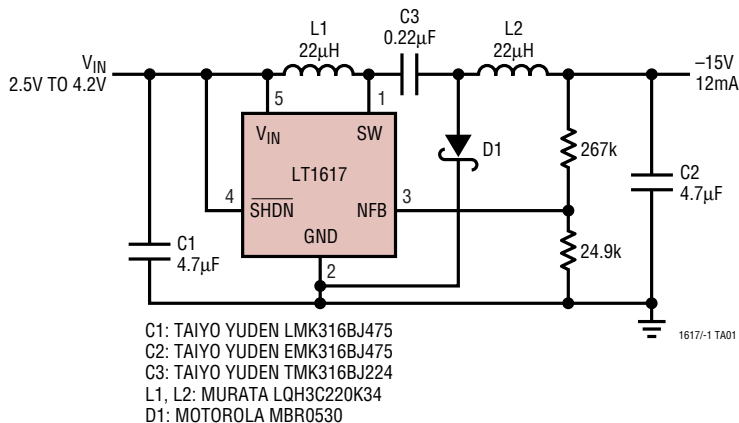 L1
22µH
C3
0.22µF
L2
22µH
VIN
2.5V TO 4.2V
–15V
12mA
5
1
VIN
SW
D1
267k
LT1617
C2
4.7µF
4
SHDN
NFB
3
GND
C1
4.7µF
2
24.9k
C1: TAIYO YUDEN LMK316BJ475
C2: TAIYO YUDEN EMK316BJ475
C3: TAIYO YUDEN TMK316BJ224
L1, L2: MURATA LQH3C220K34
D1: MOTOROLA MBR0530
1617/-1 TA01